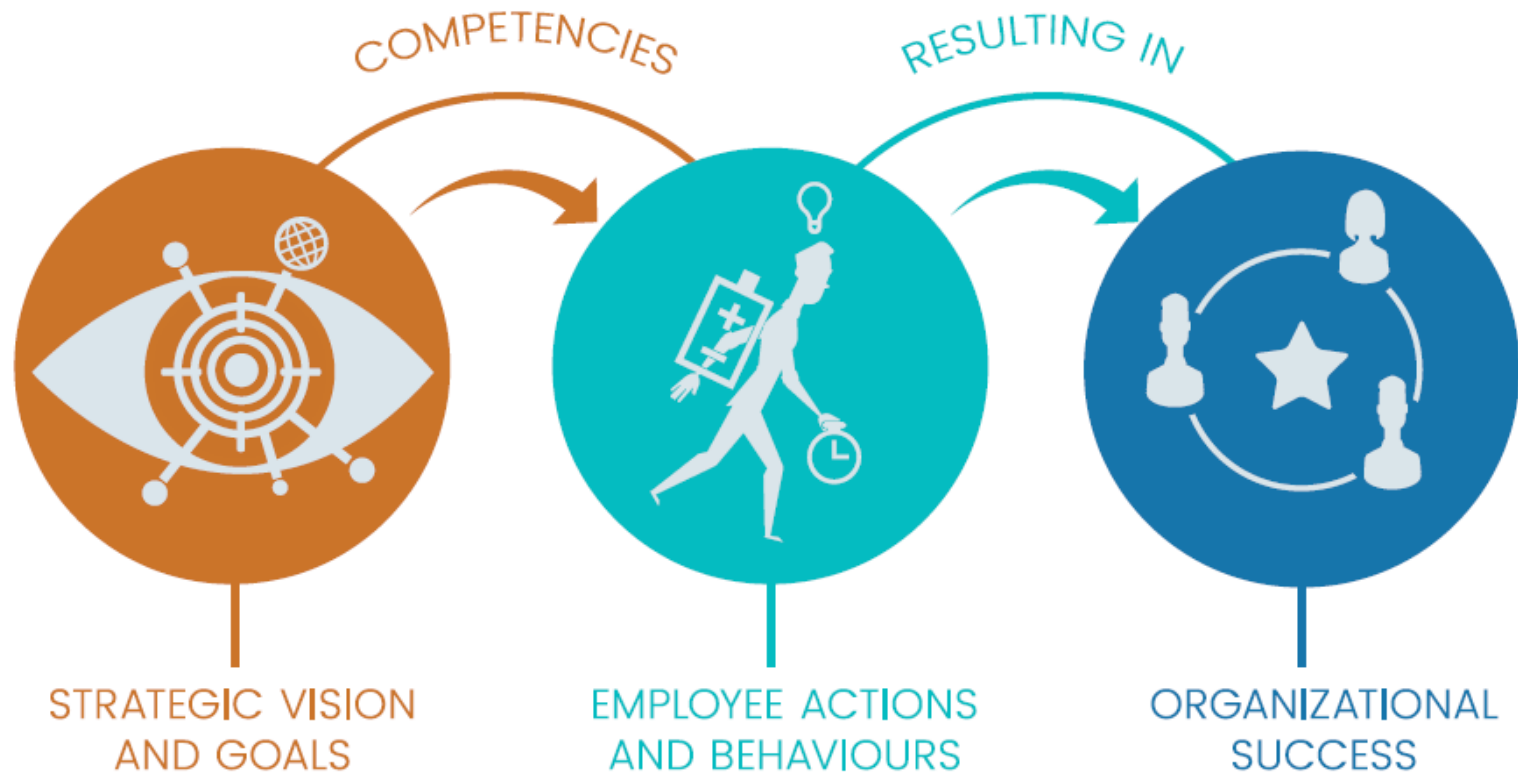 COMPETENCIES
RESULTING IN
STRATEGIC VISION
AND GOALS
EMPLOYEE ACTIONS
AND BEHAVIOURS
ORGANIZATIONAL
SUCCESS